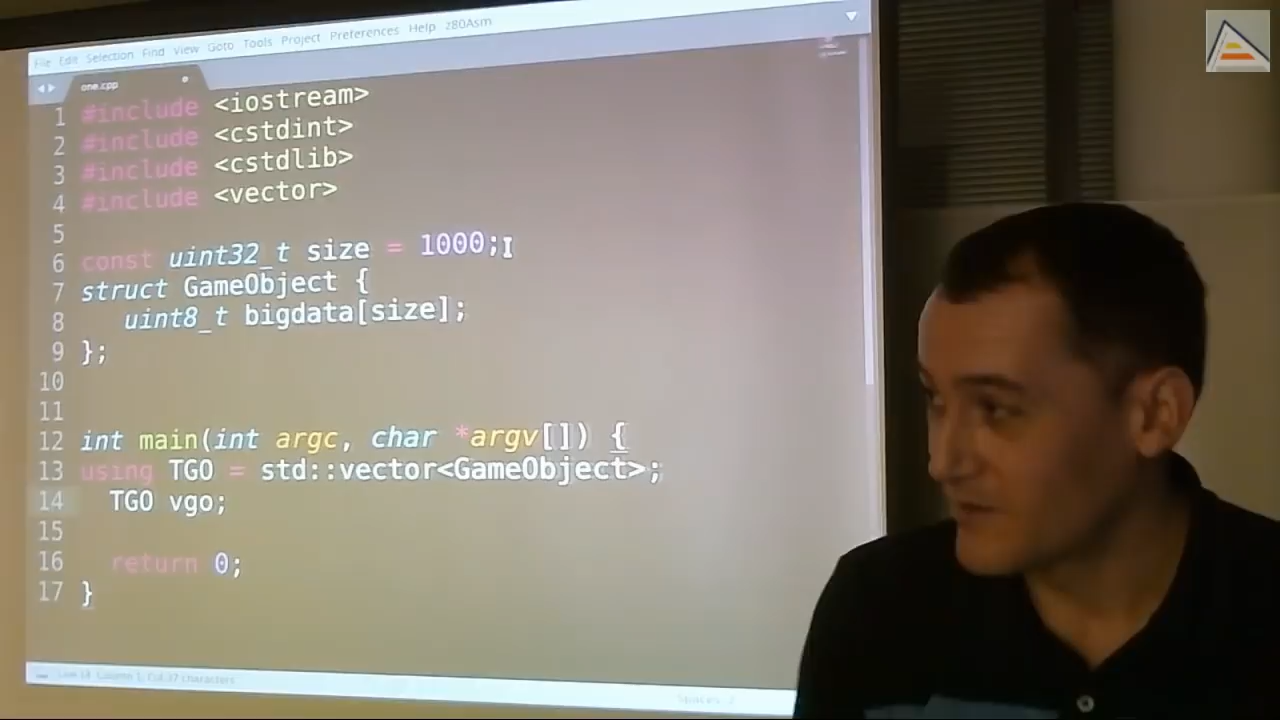 File Edit Selection Find View Goto Tools Project Preferences Help z80Asm
one.cpp
1 #include <iostream>
2 #include <cstdint>
3 #include <cstdlib>
4 #include <vector>
5
6 const uint32_t size = 1000;
7 struct GameObject {
8 uint8_t bigdata[size];
9 };
10
11
12 int main(int argc, char *argv[]) {
13 using TGO = std::vector<GameObject>;
14 TGO vgo;
15
16 return 0;
17 }